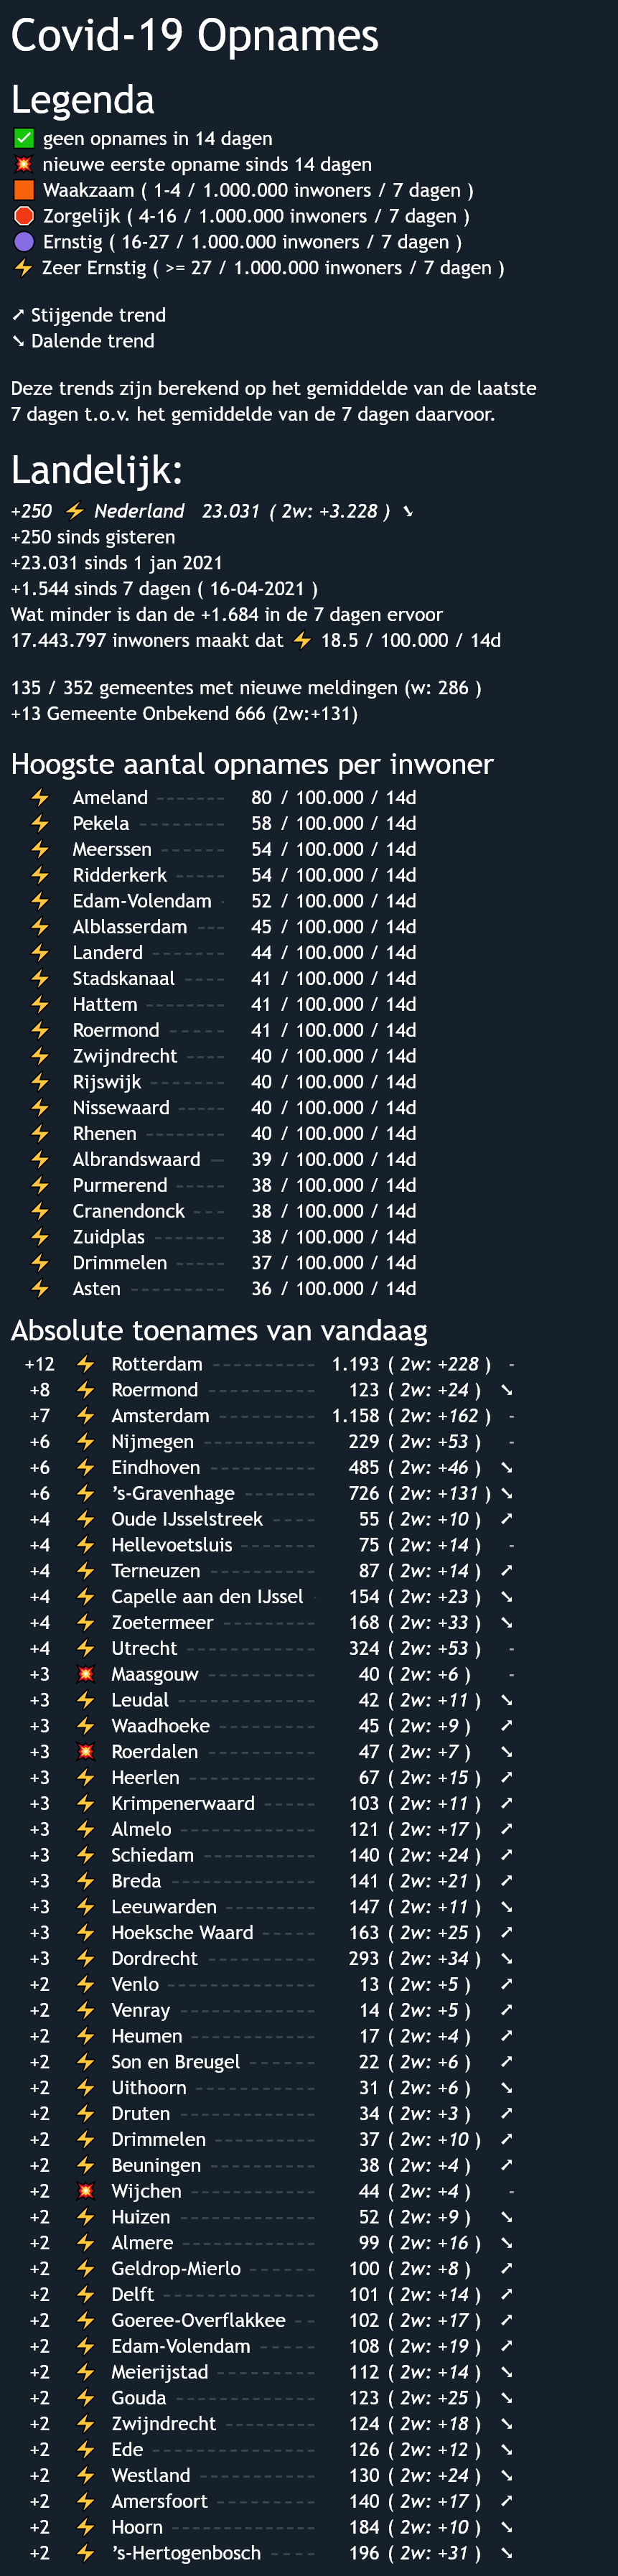 Covid-19 Opnames
Legenda
✅ geen opnames in 14 dagen
💥 nieuwe eerste opname sinds 14 dagen
🟧 Waakzaam ( 1-4 / 1.000.000 inwoners / 7 dagen )
🛑 Zorgelijk ( 4-16 / 1.000.000 inwoners / 7 dagen )
🟣 Ernstig ( 16-27 / 1.000.000 inwoners / 7 dagen )
⚡ Zeer Ernstig ( >= 27 / 1.000.000 inwoners / 7 dagen )
➚ Stijgende trend
➘ Dalende trend
Deze trends zijn berekend op het gemiddelde van de laatste
7 dagen t.o.v. het gemiddelde van de 7 dagen daarvoor.
Landelijk:
+250 ⚡ Nederland 23.031 ( 2w: +3.228 ) ➘
+250 sinds gisteren
+23.031 sinds 1 jan 2021
+1.544 sinds 7 dagen ( 16-04-2021 )
Wat minder is dan de +1.684 in de 7 dagen ervoor
17.443.797 inwoners maakt dat ⚡ 18.5 / 100.000 / 14d
135 / 352 gemeentes met nieuwe meldingen (w: 286 )
+13 Gemeente Onbekend 666 (2w:+131)
Hoogste aantal opnames per inwoner
⚡ Ameland ------- 80 / 100.000 / 14d
⚡ Pekela -------- 58 / 100.000 / 14d
⚡ Meerssen ------ 54 / 100.000 / 14d
⚡ Ridderkerk ---- 54 / 100.000 / 14d
⚡ Edam-Volendam - 52 / 100.000 / 14d
⚡ Alblasserdam --- 45 / 100.000 / 14d
⚡ Landerd ------- 44 / 100.000 / 14d
⚡ Stadskanaal ---- 41 / 100.000 / 14d
⚡ Hattem -------- 41 / 100.000 / 14d
⚡ Roermond ------ 41 / 100.000 / 14d
⚡ Zwijndrecht ---- 40 / 100.000 / 14d
⚡ Rijswijk ------- 40 / 100.000 / 14d
⚡ Nissewaard ----- 40 / 100.000 / 14d
⚡ Rhenen -------- 40 / 100.000 / 14d
⚡ Albrandswaard -- 39 / 100.000 / 14d
⚡ Purmerend ----- 38 / 100.000 / 14d
⚡ Cranendonck --- 38 / 100.000 / 14d
⚡ Zuidplas ------- 38 / 100.000 / 14d
⚡ Drimmelen ----- 37 / 100.000 / 14d
⚡ Asten --------- 36 / 100.000 / 14d
Absolute toenames van vandaag
+12 ⚡ Rotterdam ---------- 1.193 ( 2w: +228 ) -
+8 ⚡ Roermond ---------- 123 ( 2w: +24 ) ➘
+7 ⚡ Amsterdam --------- 1.158 ( 2w: +162 ) -
+6 ⚡ Nijmegen ---------- 229 ( 2w: +53 ) -
+6 ⚡ Eindhoven ---------- 485 ( 2w: +46 ) ➘
+6 ⚡ 's-Gravenhage ------- 726 ( 2w: +131 ) ➘
+4 ⚡ Oude IJsselstreek ---- 55 ( 2w: +10 ) ➚
+4 ⚡ Hellevoetsluis ------- 75 ( 2w: +14 ) -
+4 ⚡ Terneuzen ---------- 87 ( 2w: +14 ) ➚
+4 ⚡ Capelle aan den IJssel - 154 ( 2w: +23 ) ➘
+4 ⚡ Zoetermeer --------- 168 ( 2w: +33 ) ➘
+4 ⚡ Utrecht ------------ 324 ( 2w: +53 ) -
+3 💥 Maasgouw ---------- 40 ( 2w: +6 ) -
+3 ⚡ Leudal ------------- 42 ( 2w: +11 ) ➘
+3 ⚡ Waadhoeke --------- 45 ( 2w: +9 ) ➚
+3 💥 Roerdalen ---------- 47 ( 2w: +7 ) ➘
+3 ⚡ Heerlen ------------ 67 ( 2w: +15 ) ➚
+3 ⚡ Krimpenerwaard ----- 103 ( 2w: +11 ) ➚
+3 ⚡ Almelo ------------- 121 ( 2w: +17 ) ➚
+3 ⚡ Schiedam ----------- 140 ( 2w: +24 ) ➚
+3 ⚡ Breda -------------- 141 ( 2w: +21 ) ➚
+3 ⚡ Leeuwarden --------- 147 ( 2w: +11 ) ➘
+3 ⚡ Hoeksche Waard ----- 163 ( 2w: +25 ) ➚
+3 ⚡ Dordrecht ---------- 293 ( 2w: +34 ) ➘
+2 ⚡ Venlo -------------- 13 ( 2w: +5 ) ➚
+2 ⚡ Venray ------------- 14 ( 2w: +5 ) ➚
+2 ⚡ Heumen ------------ 17 ( 2w: +4 ) ➚
+2 ⚡ Son en Breugel ------ 22 ( 2w: +6 ) ➚
+2 ⚡ Uithoorn ----------- 31 ( 2w: +6 ) ➘
+2 ⚡ Druten ------------- 34 ( 2w: +3 ) ➚
+2 ⚡ Drimmelen ---------- 37 ( 2w: +10 ) ➚
+2 ⚡ Beuningen ---------- 38 ( 2w: +4 ) ➚
+2 💥 Wijchen ------------ 44 ( 2w: +4 ) -
+2 ⚡ Huizen ------------- 52 ( 2w: +9 ) ➘
+2 ⚡ Almere ------------- 99 ( 2w: +16 ) ➘
+2 ⚡ Geldrop-Mierlo ------ 100 ( 2w: +8 ) ➚
+2 ⚡ Delft -------------- 101 ( 2w: +14 ) ➚
+2 ⚡ Goeree-Overflakkee -- 102 ( 2w: +17 ) ➚
+2 ⚡ Edam-Volendam ----- 108 ( 2w: +19 ) ➚
+2 ⚡ Meierijstad --------- 112 ( 2w: +14 ) ➘
+2 ⚡ Gouda ------------- 123 ( 2w: +25 ) ➘
+2 ⚡ Zwijndrecht -------- 124 ( 2w: +18 ) ➘
+2 ⚡ Ede --------------- 126 ( 2w: +12 ) ➘
+2 ⚡ Westland ----------- 130 ( 2w: +24 ) ➘
+2 ⚡ Amersfoort --------- 140 ( 2w: +17 ) ➚
+2 ⚡ Hoorn ------------- 184 ( 2w: +10 ) ➘
+2 ⚡ 's-Hertogenbosch ---- 196 ( 2w: +31 ) ➘